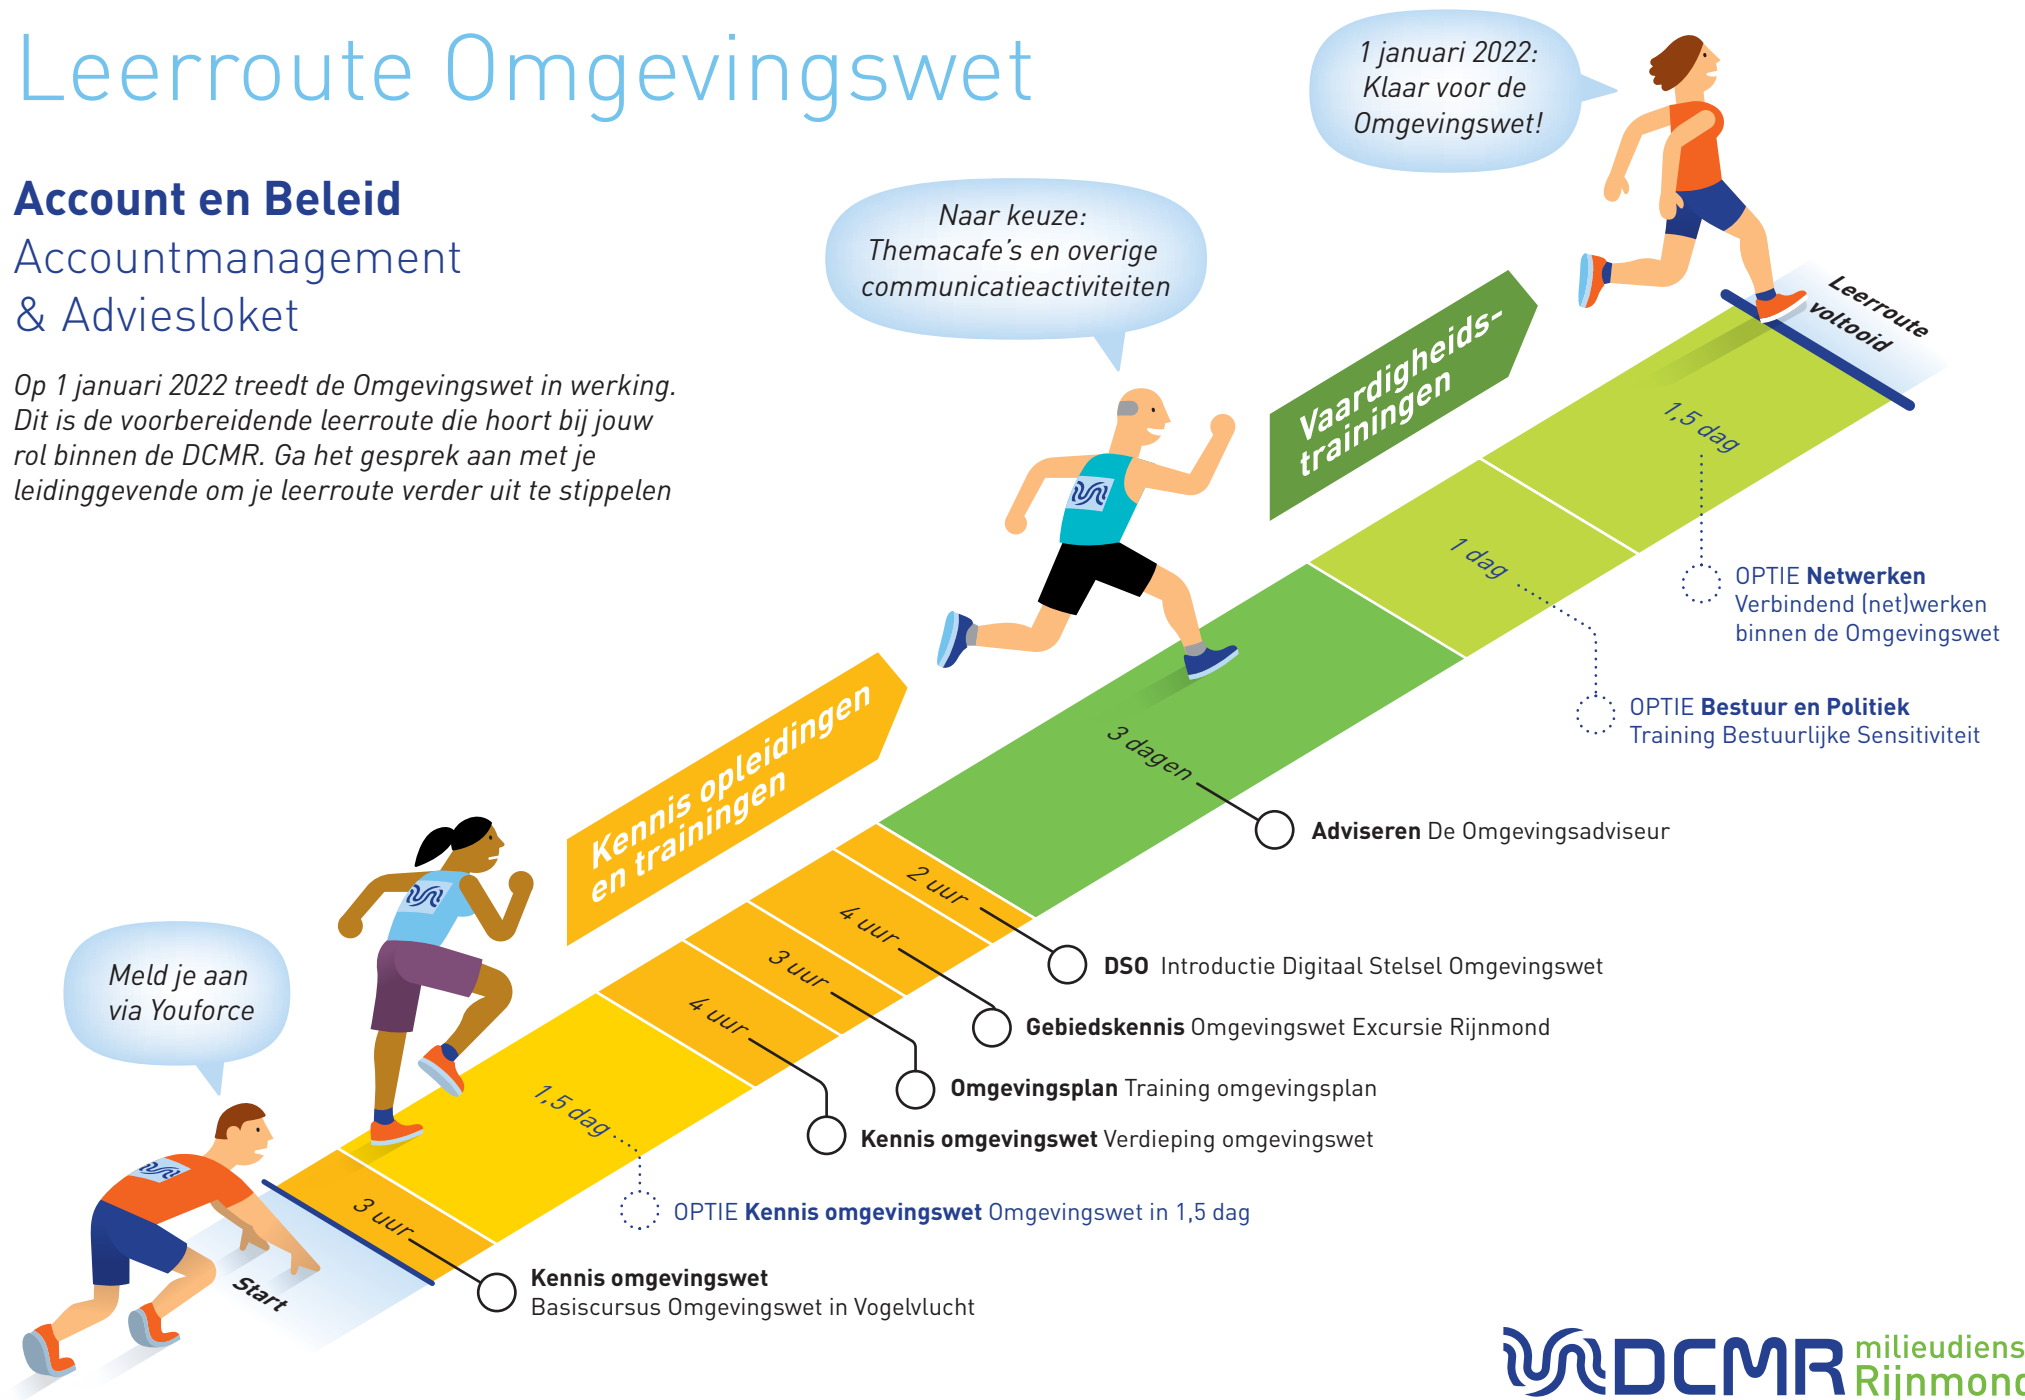 Leerroute Omgevingswet
Account en Beleid
Accountmanagement
& Adviesloket
Op 1 januari 2022 treedt de Omgevingswet in werking.
Dit is de voorbereidende leerroute die hoort bij jouw
rol binnen de DCMR. Ga het gesprek aan met je
leidinggevende om je leerroute verder uit te stippelen
1 januari 2022:
Klaar voor de
Omgevingswet!
Naar keuze:
Themacafe's en overige
communicatieactiviteiten
Leerroute
voltooid
Vaardigheids-
trainingen
1,5 dag
OPTIE Netwerken
Verbindend (net)werken
binnen de Omgevingswet
1 dag
OPTIE Bestuur en Politiek
Training Bestuurlijke Sensitiviteit
3 dagen
Adviseren De Omgevingsadviseur
Kennis opleidingen
en trainingen
2 uur
DSO Introductie Digitaal Stelsel Omgevingswet
4 uur
Gebiedskennis Omgevingswet Excursie Rijnmond
3 uur
Omgevingsplan Training omgevingsplan
4 uur
Kennis omgevingswet Verdieping omgevingswet
1,5 dag
OPTIE Kennis omgevingswet Omgevingswet in 1,5 dag
Meld je aan
via Youforce
3 uur
Kennis omgevingswet
Basiscursus Omgevingswet in Vogelvlucht
Start
DCMR
milieudiens
Rijnmond